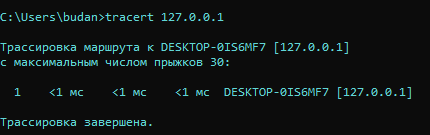 C:\Users\budan>tracert 127.0.0.1
Трассировка маршрута к DESKTOP-0IS6MF7 [127.0.0.1]
с максимальным числом прыжков 30:
1 <1 мс <1 мс <1 мс DESKTOP-0IS6MF7 [127.0.0.1]
Трассировка завершена.